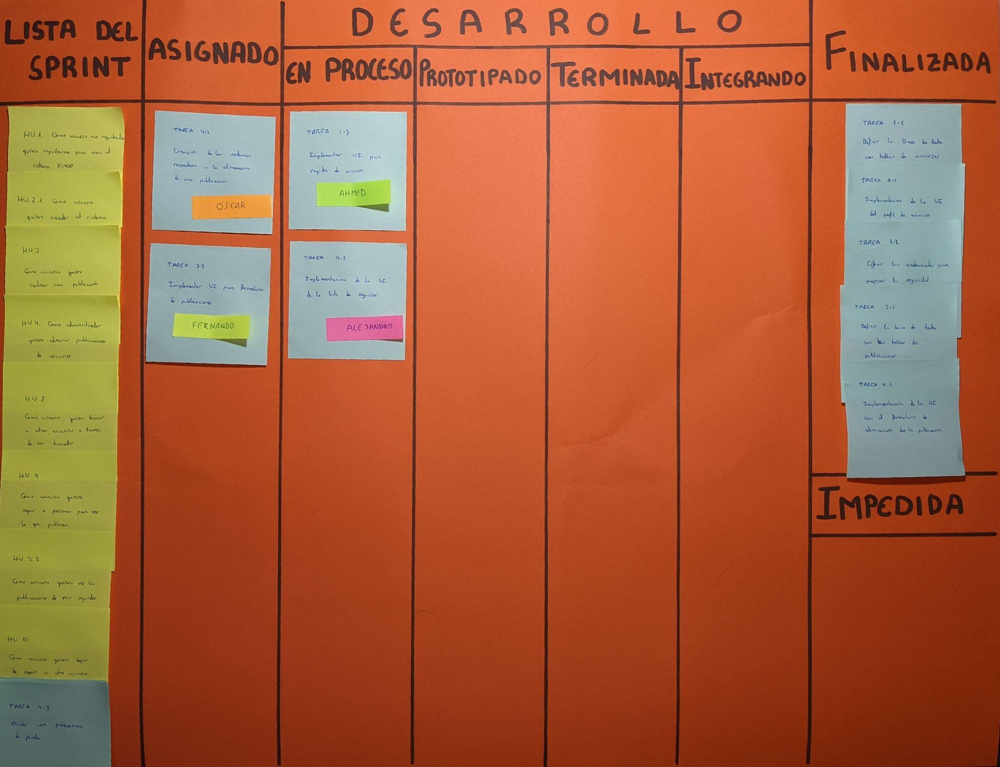 LISTA DEL
SPRINT
ASIGNADO
DESARROLLO
EN PROCESO
PROTOTIPADO
TERMINADA
INTEGRANDO
FINALIZADA
IMPEDIDA
HU.1. Como usuario no registrado
quiero registrarme para usar el
sistema FITOP
HU.2.1. Como usuario
quiero acceder al sistema
HU.3.
Como usuario quiero
realizar una publicación
HU 4. Como administrador
quiero eliminar publicaciones
de usuarios
HU.5
Como usuario quiero buscar
a otros usuarios a través
de un buscador
HU 9
Como usuario quiero
seguir a personas para ver
lo que publican
HU.2.2
Como usuario quiero ver las
publicaciones de mis seguidos
HU 10.
Como usuario quiero dejar
de seguir a otro usuario.
TAREA 4-3
Prueba con publicaciones
de prueba
TAREA 4-2
Creación de las sentencias
respectivas a la eliminación
de una publicación
ÓSCAR
TAREA 3-2
Implementar UI para formulario
de publicaciones
FERNANDO
TAREA 1-3
Implementar UI para
registro de usuario
AHMED
TAREA 9-2
Implementación de la UI
de la lista de seguidos
ALEJANDRO
TAREA 1-1
Definir la Base de Datos
con tablas de usuarios
TAREA 9-1
Implementacion de la UI
del perfil de usuario
TAREA 1-2
Cifrar las credenciales para
mejorar la seguridad
TAREA 3-1
Definir la base de datos
con las tablas de
publicaciones
TAREA 4-1
Implementación de la UI
con el formulario de
eliminación de la publicación.